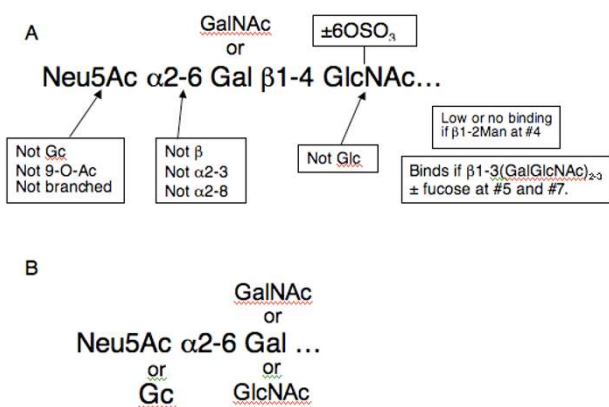 A
GalNAc
or
±6OSO3
Neu5Ac α2-6 Gal β1-4 GlcNAc…
Not Gc
Not 9-O-Ac
Not branched
Not β
Not α2-3
Not α2-8
Not Glc
Low or no binding
if β1-2Man at #4
Binds if β1-3(GalGlcNAc)2-3
± fucose at #5 and #7.
B
GalNAc
or
Neu5Ac α2-6 Gal …
or or
Gc GlcNAc